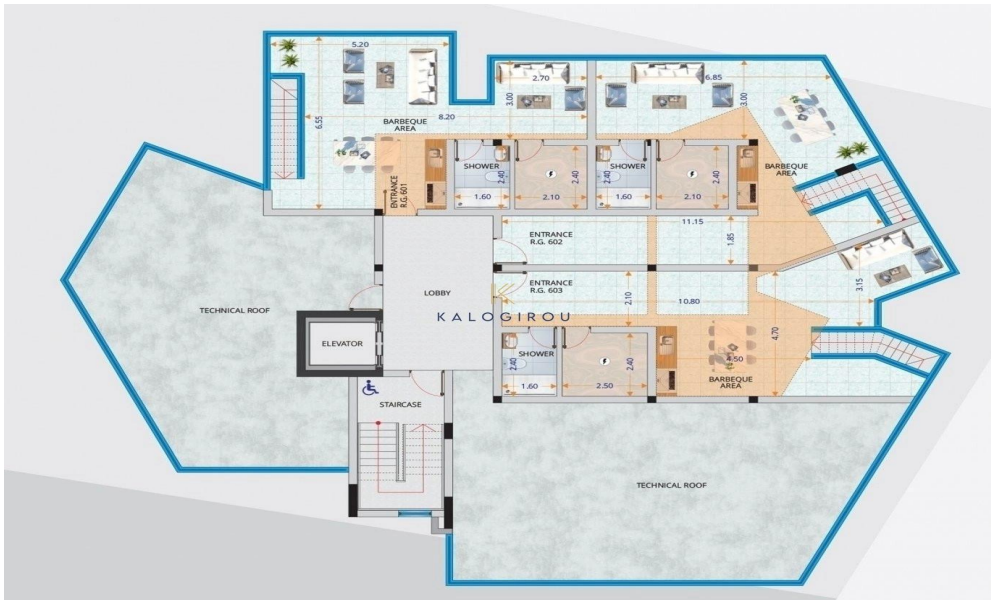 5.20
2.70
6.85
3.00
3.00
6.55
8.20
BARBEQUE
AREA
SHOWER
2.40
1.60
2.40
2.10
SHOWER
2.40
1.60
2.40
2.10
BARBEQUE
AREA
ENTRANCE
R.G. 601
11.15
1.85
ENTRANCE
R.G. 602
ENTRANCE
R.G. 603
LOBBY
2.10
10.80
3.15
KALOGIROU
TECHNICAL ROOF
ELEVATOR
SHOWER
2.40
1.60
2.40
2.50
4.70
4.50
BARBEQUE
AREA
STAIRCASE
TECHNICAL ROOF